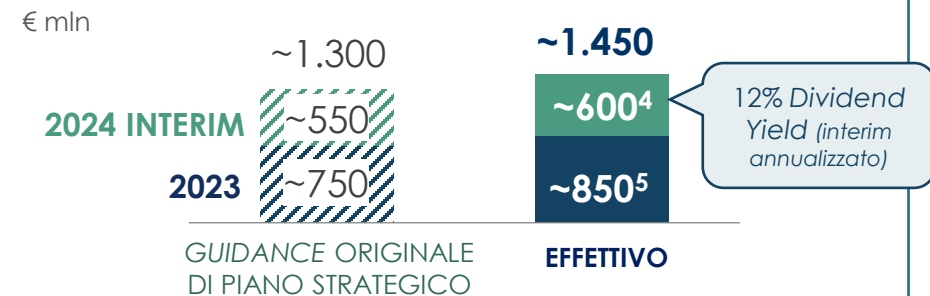 € mln
~1.300
~1.450
2024 INTERIM
~550
~600⁴
12% Dividend
Yield (interim
annualizzato)
2023
~750
~850⁵
GUIDANCE ORIGINALE
DI PIANO STRATEGICO
EFFETTIVO